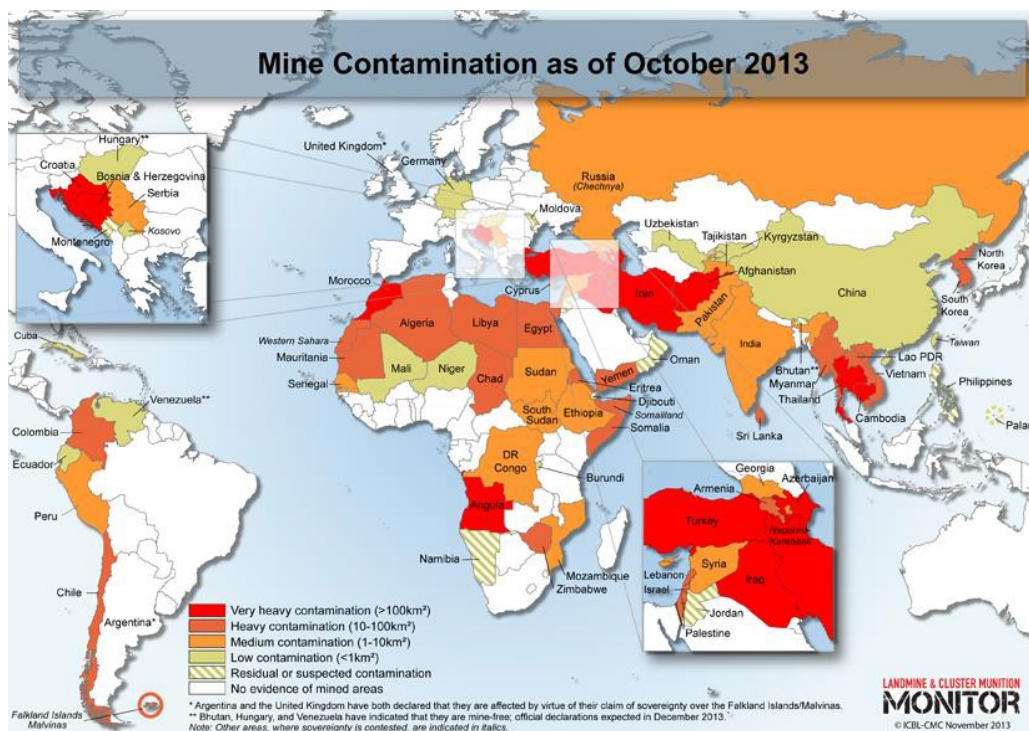 Mine Contamination as of October 2013
Hungary**
Croatia
Bosnia & Herzegovina
Serbia
Montenegro
Kosovo
United Kingdom*
Germany
Moldova
Russia
(Chechnya)
Uzbekistan
Tajikistan
Kyrgyzstan
Afghanistan
North
Korea
South
Korea
China
Cyprus
Iran
Pakistan
India
Morocco
Algeria
Libya
Egypt
Western Sahara
Mauritania
Mali
Niger
Chad
Sudan
Senegal
Yemen
Oman
Eritrea
Djibouti
Somaliland
Somalia
South
Sudan
Ethiopia
Bhutan**
Myanmar
Thailand
Lao PDR
Vietnam
Cambodia
Taiwan
Philippines
Palau
Sri Lanka
Cuba
Venezuela**
Colombia
Ecuador
Peru
Chile
Argentina*
Falkland Islands
Malvinas
DR
Congo
Burundi
Angola
Namibia
Mozambique
Zimbabwe
Georgia
Azerbaijan
Armenia
Turkey
Nagorno-
Karabakh
Syria
Lebanon
Israel
Iraq
Jordan
Palestine
Very heavy contamination (>100km²)
Heavy contamination (10-100km²)
Medium contamination (1-10km²)
Low contamination (<1km²)
Residual or suspected contamination
No evidence of mined areas
* Argentina and the United Kingdom have both declared that they are affected by virtue of their claim of sovereignty over the Falkland Islands/Malvinas.
** Bhutan, Hungary, and Venezuela have indicated that they are mine-free; official declarations expected in December 2013.
Note: Other areas, where sovereignty is contested, are indicated in italics.
LANDMINE & CLUSTER MUNITION
MONITOR
© ICBL-CMC November 2013